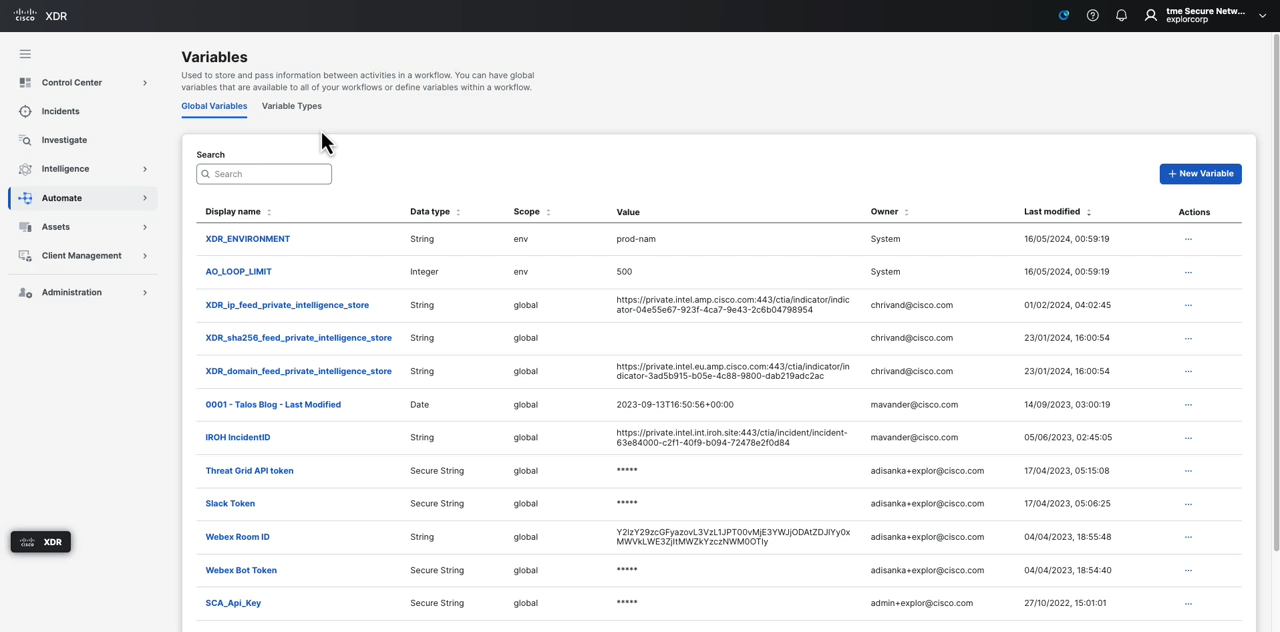 CISCO XDR
tme Secure Netw...
explorcorp
Control Center
Incidents
Investigate
Intelligence
Automate
Assets
Client Management
Administration
CISCO XDR
Variables
Used to store and pass information between activities in a workflow. You can have global
variables that are available to all of your workflows or define variables within a workflow.
Global Variables Variable Types
Search
Search
+ New Variable
Display name Data type Scope Value Owner Last modified Actions
XDR_ENVIRONMENT String env prod-nam System 16/05/2024, 00:59:19 ...
AO_LOOP_LIMIT Integer env 500 System 16/05/2024, 00:59:19 ...
XDR_ip_feed_private_intelligence_store String global https://private.intel.amp.cisco.com:443/ctia/indicator/indic chrivand@cisco.com 01/02/2024, 04:02:45 ...
ator-04e55e67-923f-4ca7-9e43-2c6b04798954
XDR_sha256_feed_private_intelligence_store String global chrivand@cisco.com 23/01/2024, 16:00:54 ...
XDR_domain_feed_private_intelligence_store String global https://private.intel.eu.amp.cisco.com:443/ctia/indicator/in chrivand@cisco.com 23/01/2024, 16:00:54 ...
dicator-3ad5b915-b05e-4c88-9800-dab219adc2ac
0001 - Talos Blog - Last Modified Date global 2023-09-13T16:50:56+00:00 mavander@cisco.com 14/09/2023, 03:00:19 ...
IROH IncidentID String global https://private.intel.int.iroh.site:443/ctia/incident/incident- mavander@cisco.com 05/06/2023, 02:45:05 ...
63e84000-c2f1-40f9-b094-72478e2f0d84
Threat Grid API token Secure String global ***** adisanka+explor@cisco.com 17/04/2023, 05:15:08 ...
Slack Token Secure String global ***** adisanka+explor@cisco.com 17/04/2023, 05:06:25 ...
Webex Room ID String global adisanka+explor@cisco.com 04/04/2023, 18:55:48 ...
Webex Bot Token Secure String global ***** adisanka+explor@cisco.com 04/04/2023, 18:54:40 ...
SCA_Api_Key Secure String global ***** admin+explor@cisco.com 27/10/2022, 15:01:01 ...